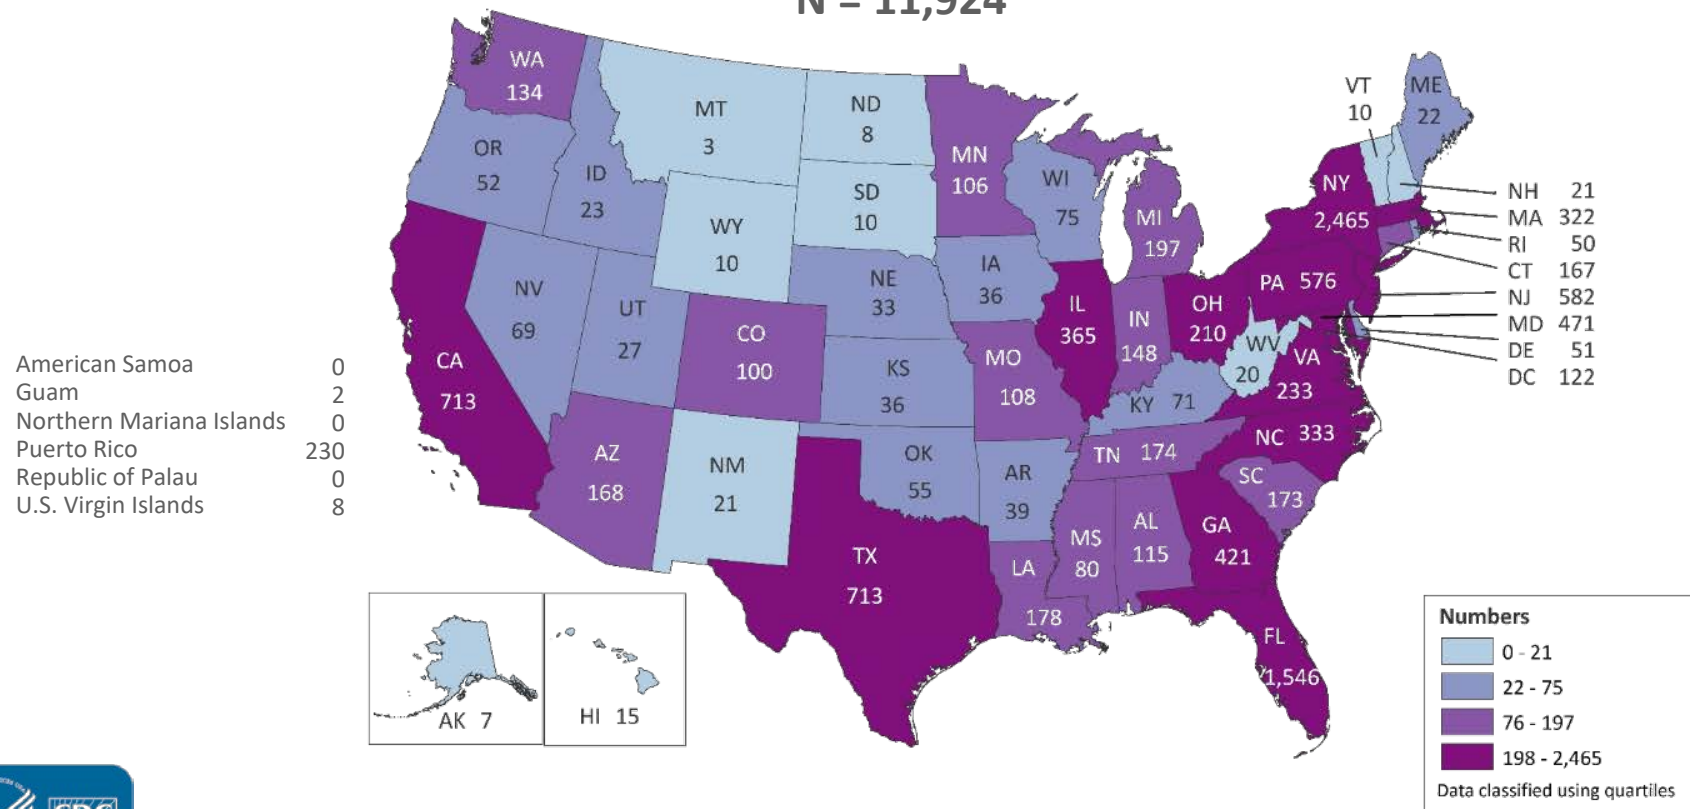 N = 11,924
WA
134
MT
3
ND
8
MN
106
VT
10
ME
22
OR
52
ID
23
SD
10
WI
75
MI
197
NY
2,465
NH 21
MA 322
RI 50
CT 167
NJ 582
MD 471
DE 51
DC 122
WY
10
NV
69
UT
27
NE
33
IA
36
IL
365
IN
148
OH
210
PA 576
CA
713
CO
100
KS
36
MO
108
WV
20
VA
233
KY 71
NC 333
TN 174
SC
173
AZ
168
NM
21
OK
55
AR
39
MS
80
AL
115
GA
421
TX
713
LA
178
FL
1,546
AK 7
HI 15
American Samoa 0
Guam 2
Northern Mariana Islands 0
Puerto Rico 230
Republic of Palau 0
U.S. Virgin Islands 8
Numbers
0 - 21
22 - 75
76 - 197
198 - 2,465
Data classified using quartiles
CDC